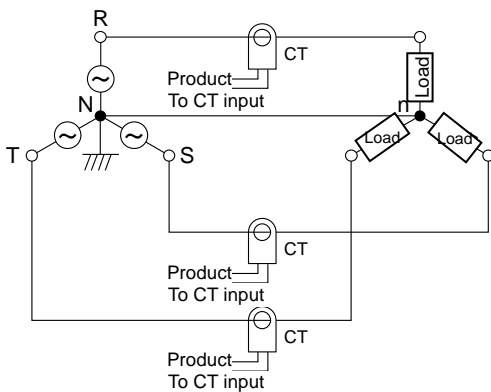 R
CT
Product
To CT input
Load
N
n
Load
Load
T
S
CT
Product
To CT input
CT
Product
To CT input